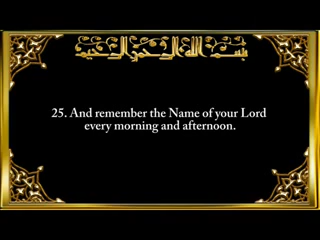 بسم الله الرحمن الرحيم
25. And remember the Name of your Lord
every morning and afternoon.